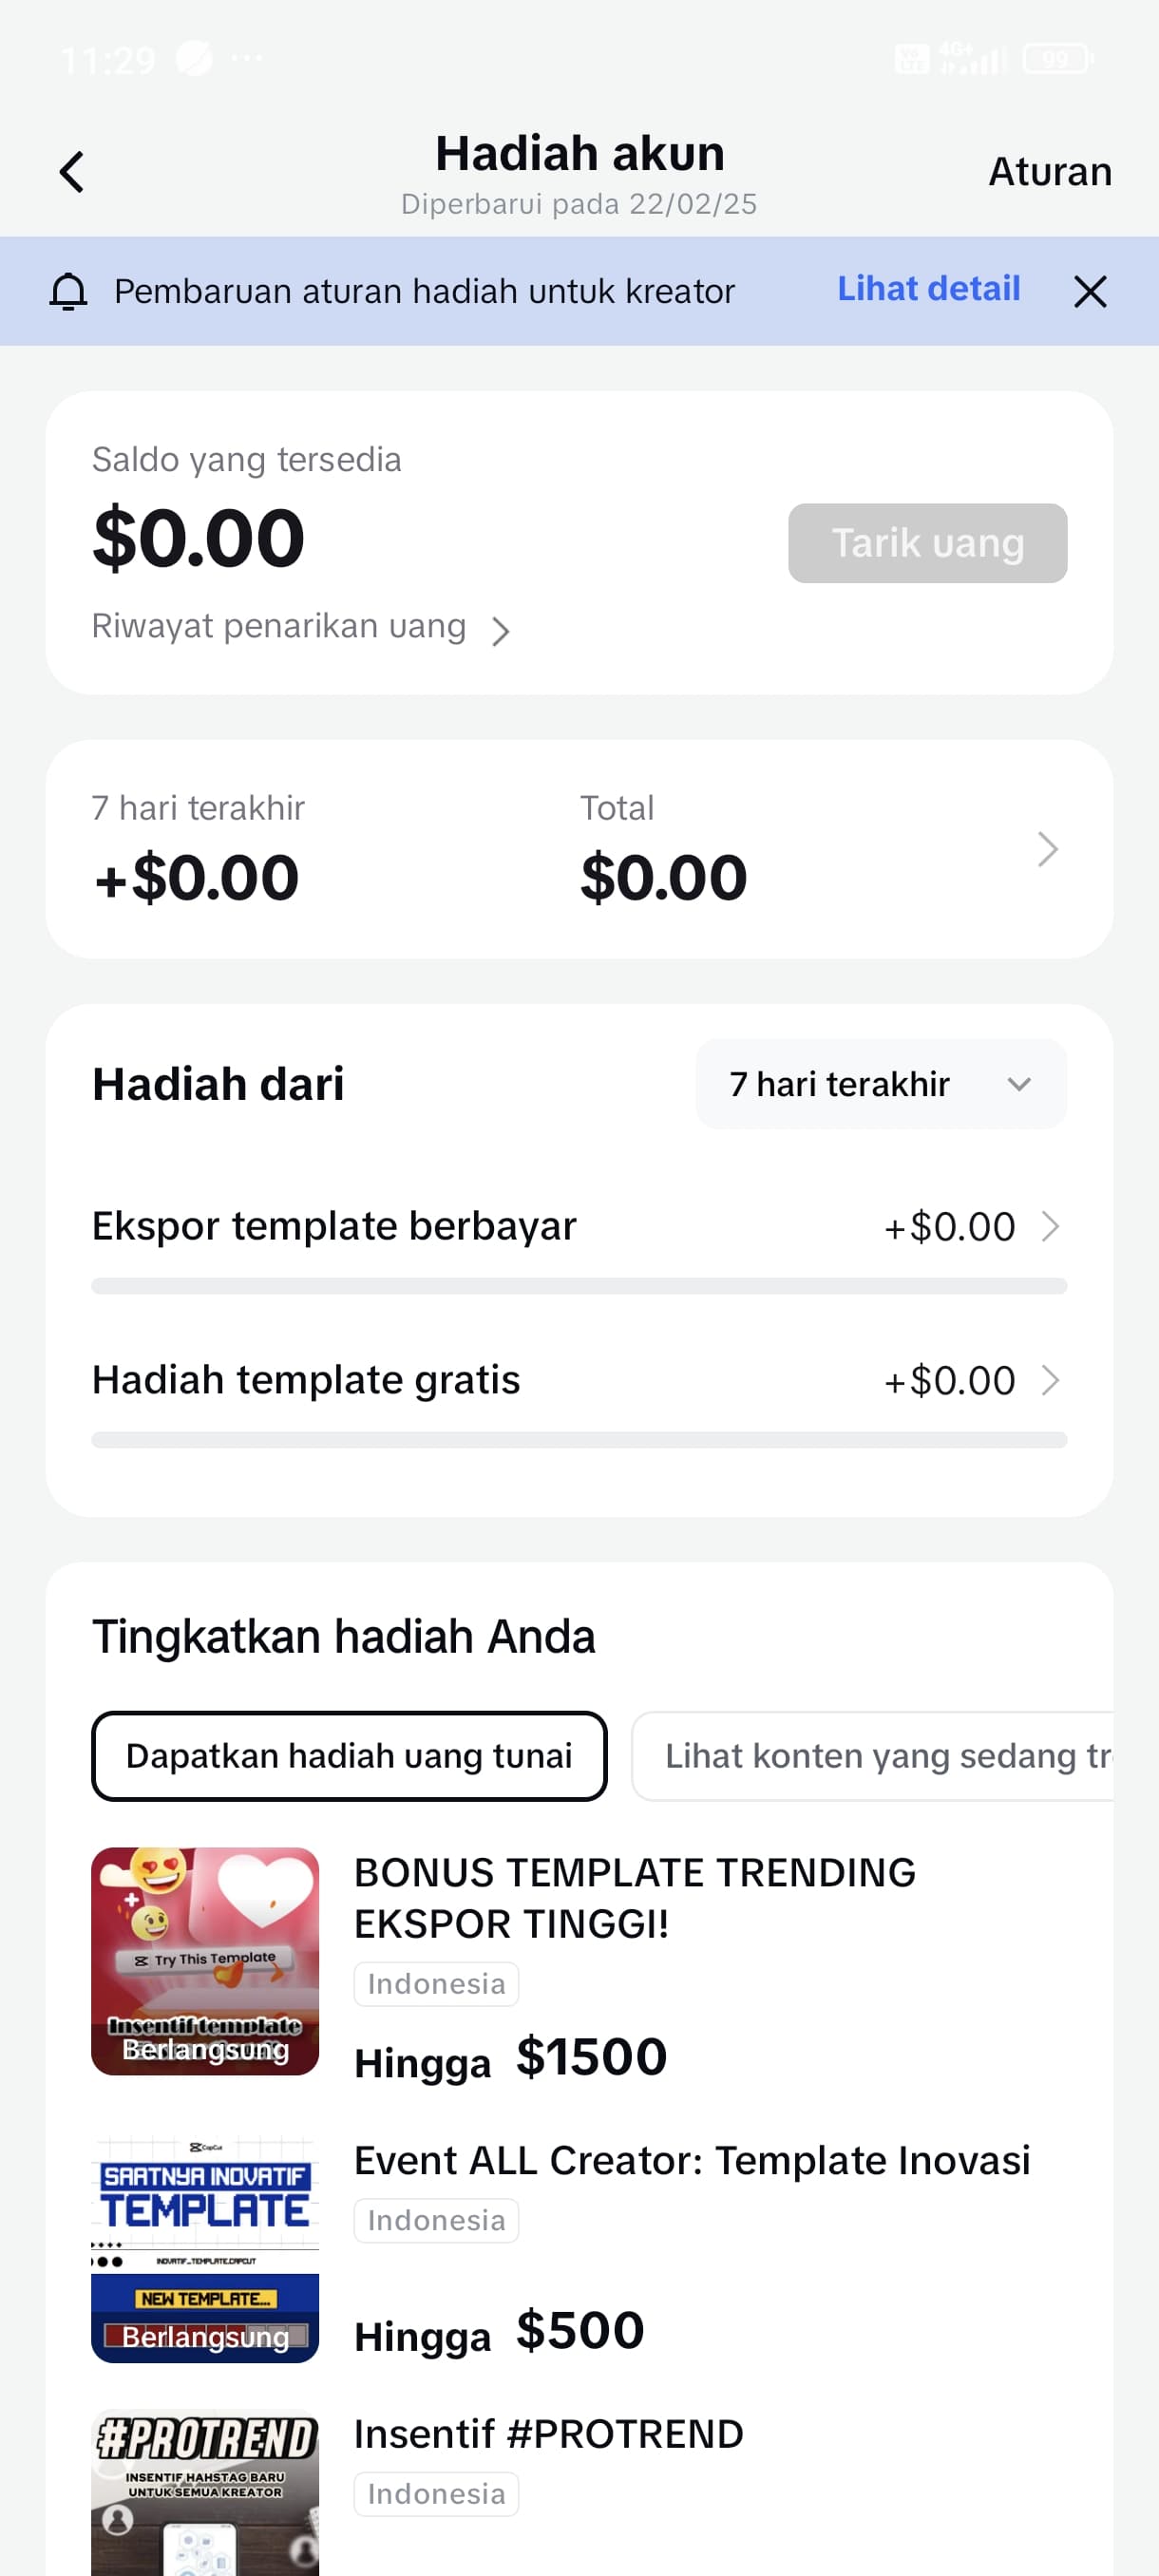 11:29
4G+
99
Hadiah akun
Diperbarui pada 22/02/25
Aturan
Pembaruan aturan hadiah untuk kreator
Lihat detail
Saldo yang tersedia
$0.00
Tarik uang
Riwayat penarikan uang
7 hari terakhir
Total
+$0.00
$0.00
Hadiah dari
7 hari terakhir
Ekspor template berbayar
+$0.00
Hadiah template gratis
+$0.00
Tingkatkan hadiah Anda
Dapatkan hadiah uang tunai
Lihat konten yang sedang tr
Try This Template
Insentif template
Berlangsung
BONUS TEMPLATE TRENDING
EKSPOR TINGGI!
Indonesia
Hingga $1500
CapCut
SAATNYA INOVATIF
TEMPLATE
INOVATIF_TEMPLATE.CAPCUT
NEW TEMPLATE...
Berlangsung
Event ALL Creator: Template Inovasi
Indonesia
Hingga $500
#PROTREND
INSENTIF HAHSTAG BARU
UNTUK SEMUA KREATOR
Insentif #PROTREND
Indonesia